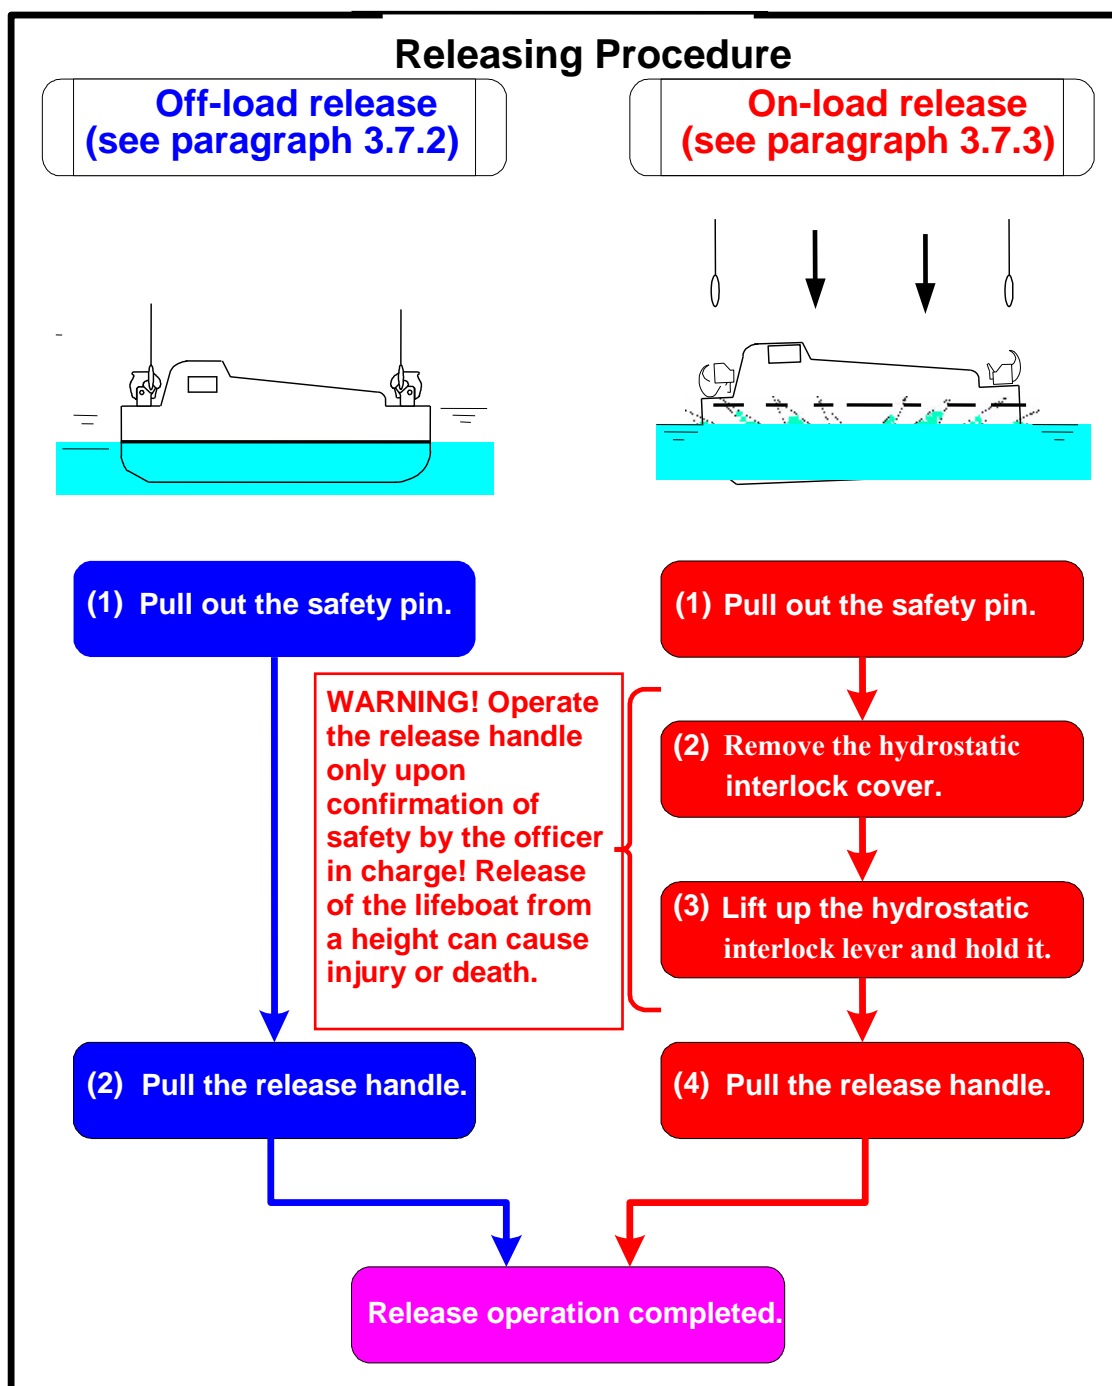 Releasing Procedure
Off-load release
(see paragraph 3.7.2)
On-load release
(see paragraph 3.7.3)
(1) Pull out the safety pin.
(1) Pull out the safety pin.
WARNING! Operate
the release handle
only upon
confirmation of
safety by the officer
in charge! Release
of the lifeboat from
a height can cause
injury or death.
(2) Remove the hydrostatic
interlock cover.
(3) Lift up the hydrostatic
interlock lever and hold it.
(2) Pull the release handle.
(4) Pull the release handle.
Release operation completed.